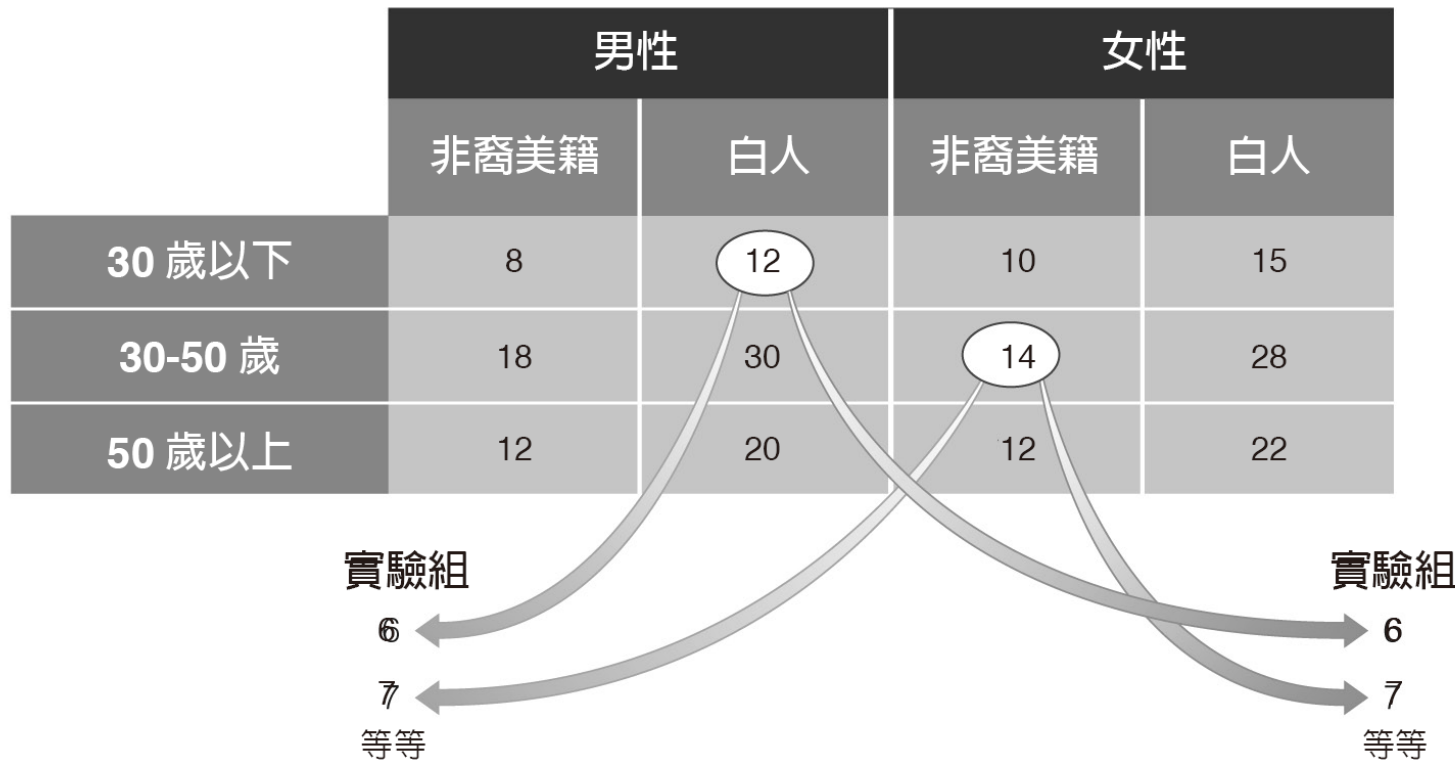 男性 女性
非裔美籍 白人 非裔美籍 白人
30 歲以下 8 12 10 15
30-50 歲 18 30 14 28
50 歲以上 12 20 12 22
實驗組 實驗組
6 6
7 7
等等 等等